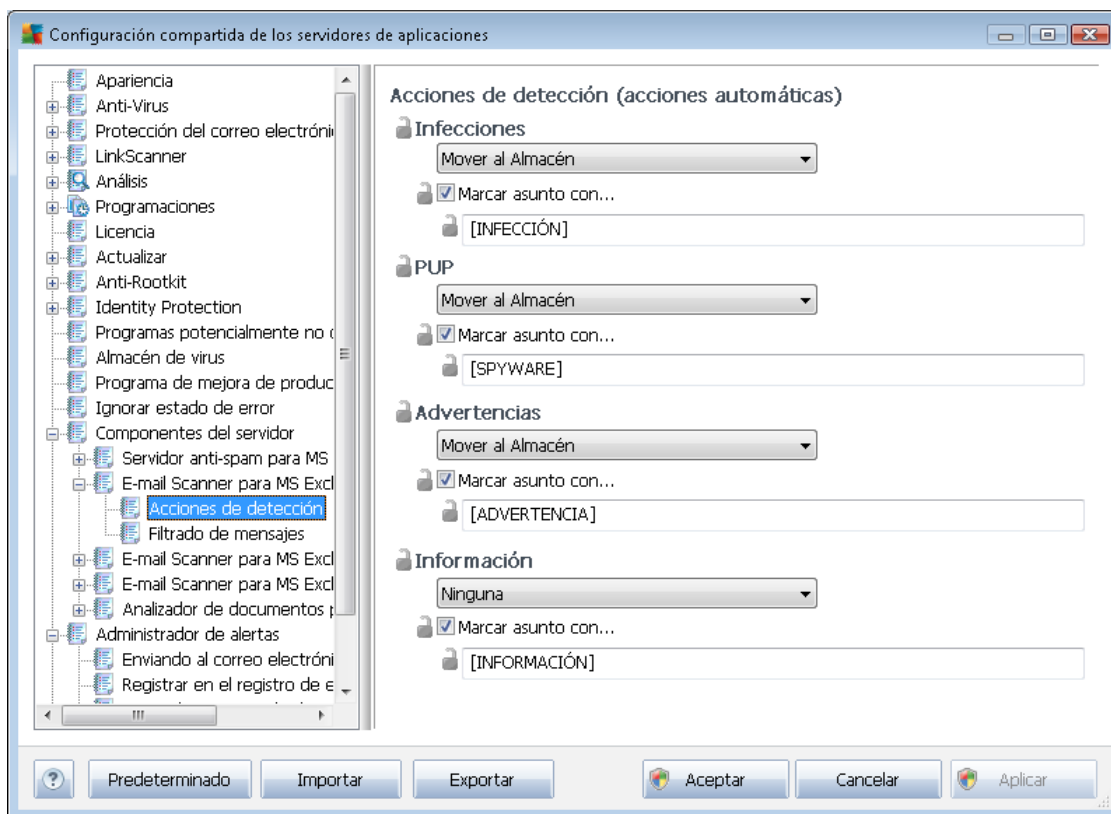 Configuración compartida de los servidores de aplicaciones
Apariencia
Anti-Virus
Protección del correo electróni
LinkScanner
Análisis
Programaciones
Licencia
Actualizar
Anti-Rootkit
Identity Protection
Programas potencialmente no
Almacén de virus
Programa de mejora de produc
Ignorar estado de error
Componentes del servidor
Servidor anti-spam para MS
E-mail Scanner para MS Excl
Acciones de detección
Filtrado de mensajes
E-mail Scanner para MS Excl
E-mail Scanner para MS Excl
Analizador de documentos
Administrador de alertas
Enviando al correo electróni
Registrar en el registro de e
Acciones de detección (acciones automáticas)
Infecciones
Mover al Almacén
Marcar asunto con...
[INFECCIÓN]
PUP
Mover al Almacén
Marcar asunto con...
[SPYWARE]
Advertencias
Mover al Almacén
Marcar asunto con...
[ADVERTENCIA]
Información
Ninguna
Marcar asunto con...
[INFORMACIÓN]
? Predeterminado Importar Exportar Aceptar Cancelar Aplicar